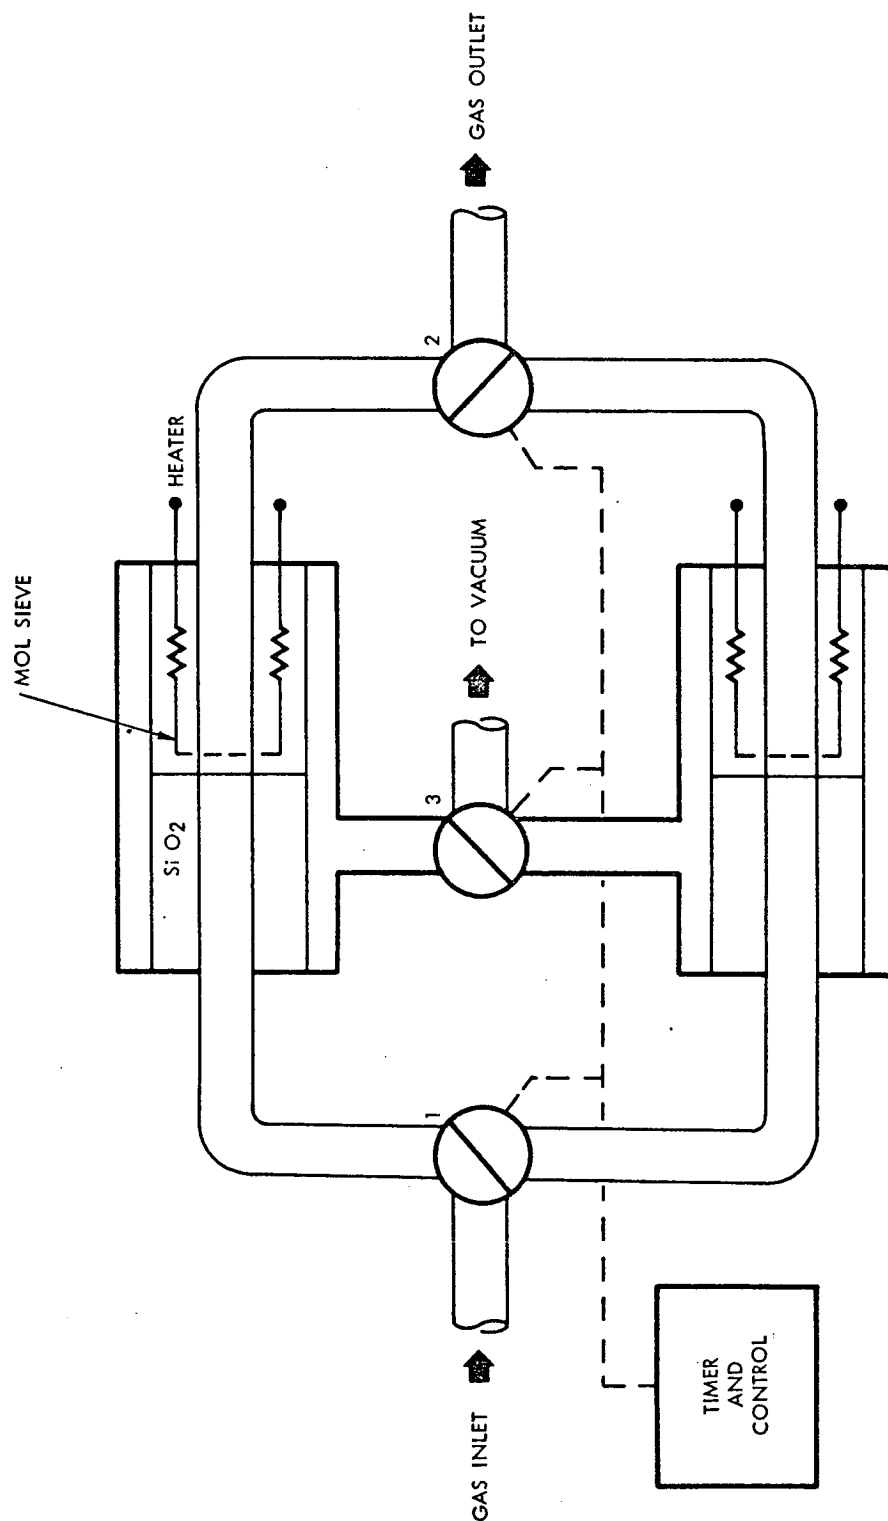 MOL SIEVE
HEATER
Si O2
GAS INLET
1
3
TO VACUUM
2
GAS OUTLET
TIMER
AND
CONTROL